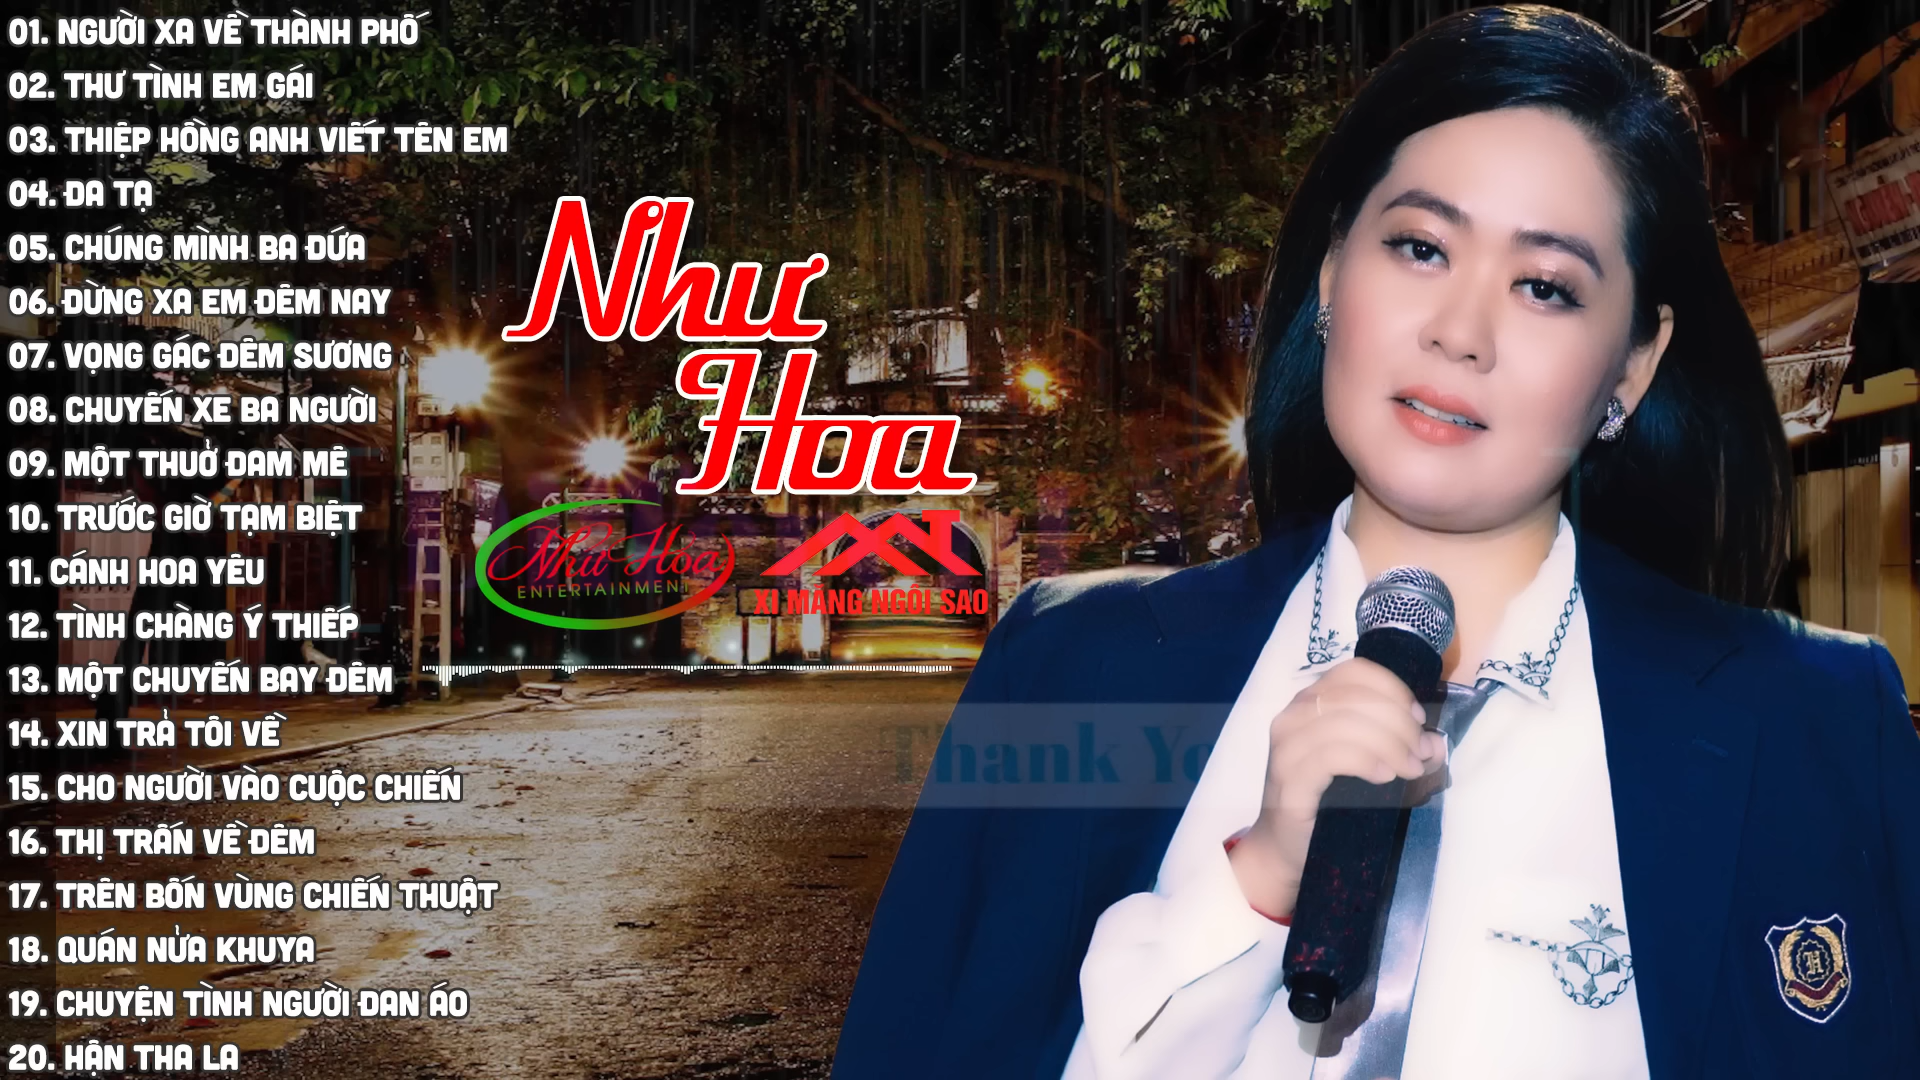 01. NGƯỜI XA VỀ THÀNH PHỐ
02. THƯ TÌNH EM GÁI
03. THIỆP HỒNG ANH VIẾT TÊN EM
04. ĐA TẠ
05. CHÚNG MÌNH BA ĐỨA
06. ĐỪNG XA EM ĐÊM NAY
07. VỌNG GÁC ĐÊM SƯƠNG
08. CHUYẾN XE BA NGƯỜI
09. MỘT THUỞ ĐAM MÊ
10. TRƯỚC GIỜ TẠM BIỆT
11. CÁNH HOA YÊU
12. TÌNH CHÀNG Ý THIẾP
13. MỘT CHUYẾN BAY ĐÊM
14. XIN TRẢ TÔI VỀ
15. CHO NGƯỜI VÀO CUỘC CHIẾN
16. THỊ TRẤN VỀ ĐÊM
17. TRÊN BỐN VÙNG CHIẾN THUẬT
18. QUÁN NỬA KHUYA
19. CHUYỆN TÌNH NGƯỜI ĐAN ÁO
20. HẬN THA LA
Như
Hoa
Như Hoa
ENTERTAINMENT
XI MĂNG NGÔI SAO
Thank
H